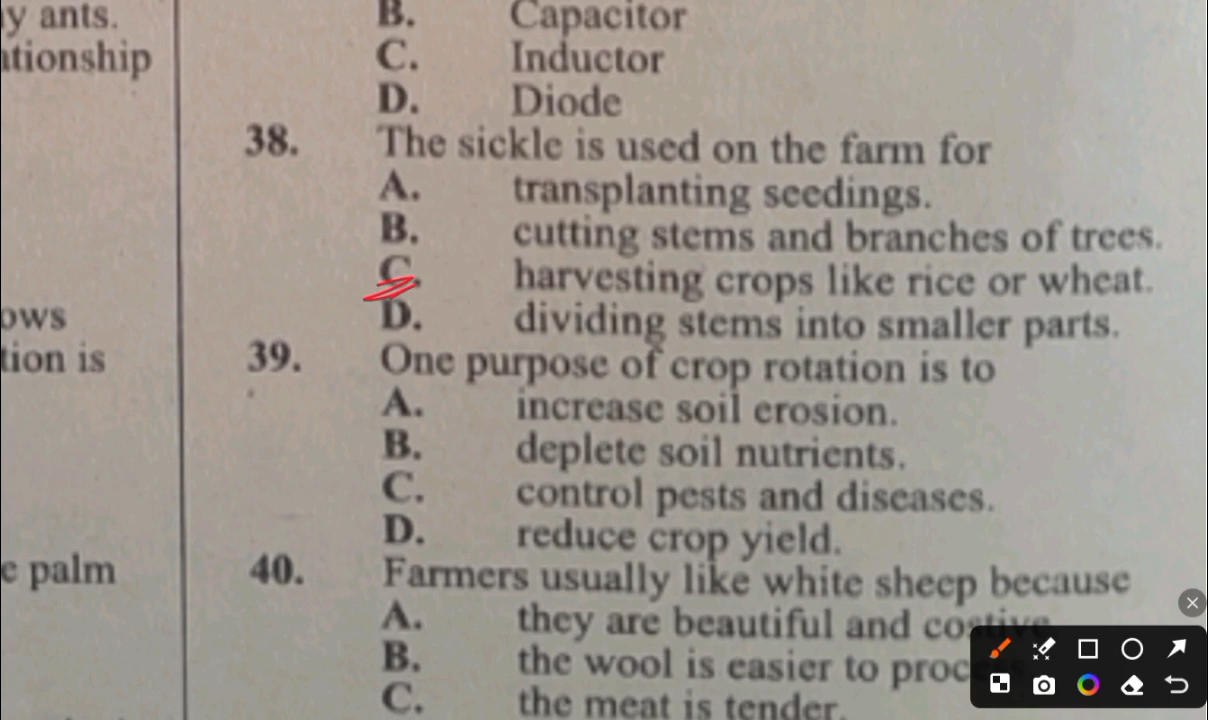 y ants.
ationship
ows
tion is
e palm
B. Capacitor
C. Inductor
D. Diode
38. The sickle is used on the farm for
A. transplanting seedings.
B. cutting stems and branches of trees.
C. harvesting crops like rice or wheat.
D. dividing stems into smaller parts.
39. One purpose of crop rotation is to
A. increase soil erosion.
B. deplete soil nutrients.
C. control pests and diseases.
D. reduce crop yield.
40. Farmers usually like white sheep because
A. they are beautiful and costive
B. the wool is easier to proc
C. the meat is tender.